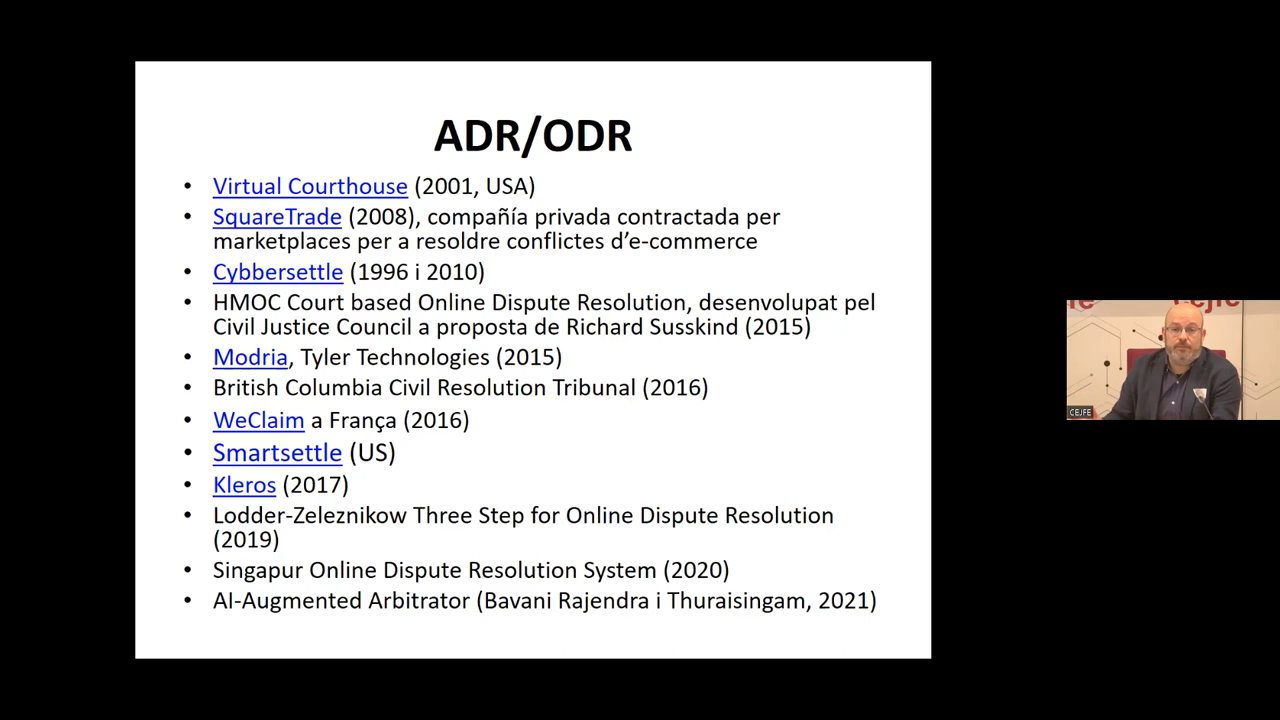 ADR/ODR
• Virtual Courthouse (2001, USA)
• SquareTrade (2008), compañía privada contractada per
marketplaces per a resoldre conflictes d’e-commerce
• Cybbersettle (1996 i 2010)
• HMOC Court based Online Dispute Resolution, desenvolupat pel
Civil Justice Council a proposta de Richard Susskind (2015)
• Modria, Tyler Technologies (2015)
• British Columbia Civil Resolution Tribunal (2016)
• WeClaim a França (2016)
• Smartsettle (US)
• Kleros (2017)
• Lodder-Zeleznikow Three Step for Online Dispute Resolution
(2019)
• Singapur Online Dispute Resolution System (2020)
• AI-Augmented Arbitrator (Bavani Rajendra i Thuraisingam, 2021)
CEJFE